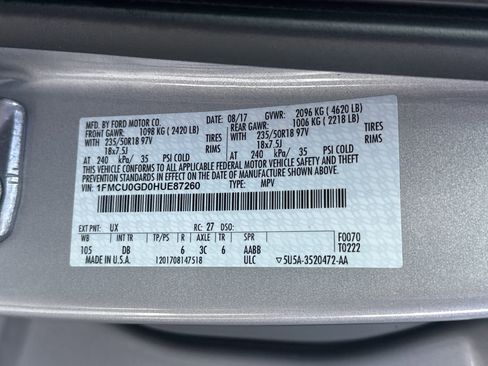 MFD. BY FORD MOTOR CO.
DATE: 08/17 GVWR: 2096 KG ( 4620 LB)
FRONT GAWR: 1098 KG ( 2420 LB) REAR GAWR: 1006 KG ( 2218 LB)
WITH 235/50R18 97V TIRES WITH 235/50R18 97V TIRES
18x7.5J RIMS 18x7.5J RIMS
AT 240 kPa/ 35 PSI COLD AT 240 kPa/ 35 PSI COLD
THIS VEHICLE CONFORMS TO ALL APPLICABLE FEDERAL MOTOR VEHICLE SAFETY, BUMPER, AND
THEFT PREVENTION STANDARDS IN EFFECT ON THE DATE OF MANUFACTURE SHOWN ABOVE.
VIN: 1FMCU0GD0HUE87260 TYPE: MPV
EXT PNT: UX RC: 27 DSO: F0070
WB INT TR TP/PS R AXLE TR SPR T0222
105 DB 6 3C 6 AABB
MADE IN U.S.A. 1201708147518 ULC ▽5U5A-3520472-AA